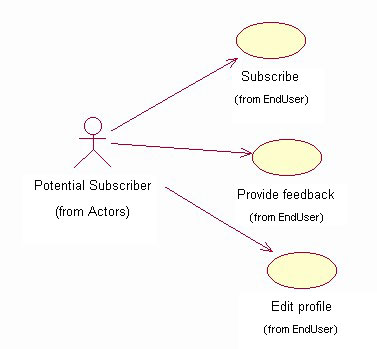 Subscribe
(from EndUser)
Potential Subscriber
(from Actors)
Provide feedback
(from EndUser)
Edit profile
(from EndUser)